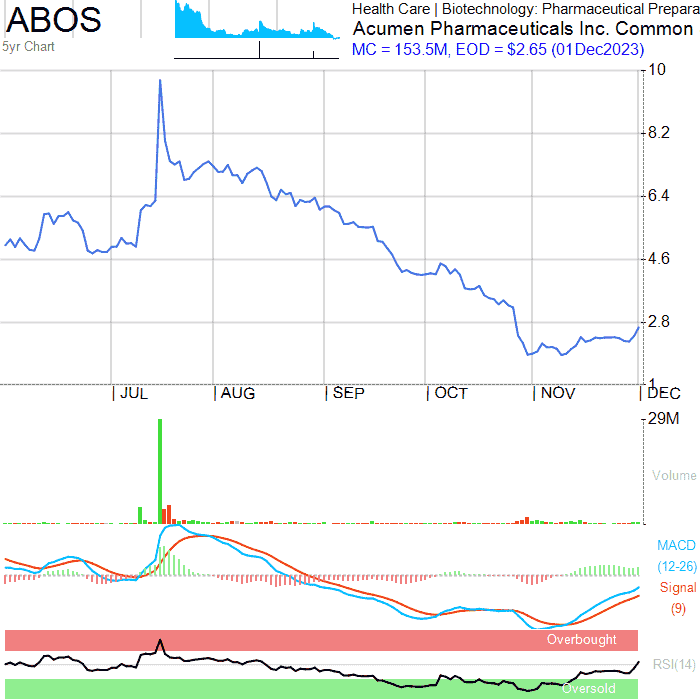 ABOS
5yr Chart
Health Care | Biotechnology: Pharmaceutical Prepara
Acumen Pharmaceuticals Inc. Common
MC = 153.5M, EOD = $2.65 (01Dec2023)
10
8.2
6.4
4.6
2.8
1
JUL AUG SEP OCT NOV DEC
29M
Volume
MACD
(12-26)
Signal
(9)
Overbought
RSI(14)
Oversold